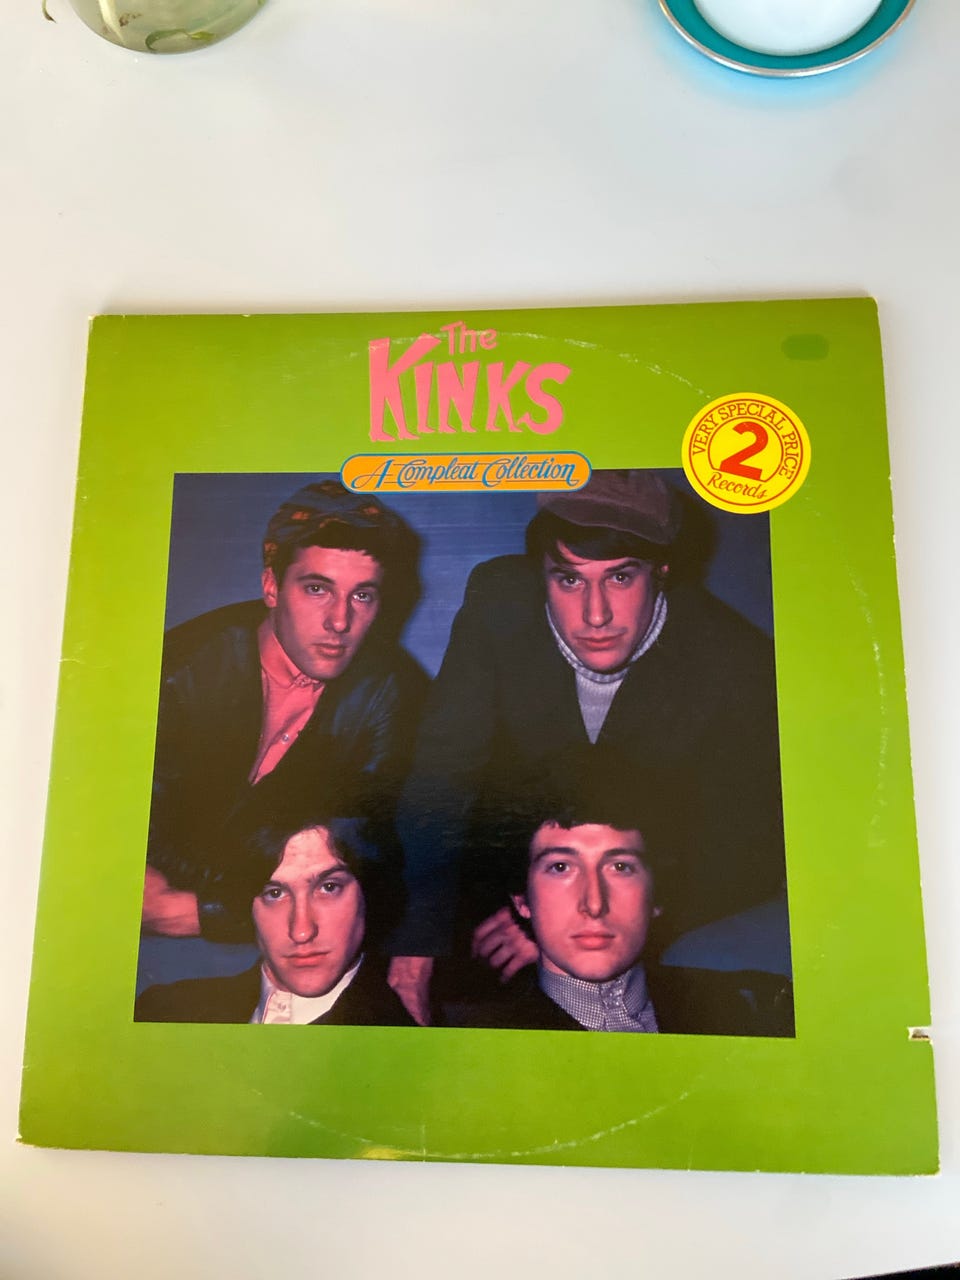 The
KINKS
A Compleat Collection
VERY SPECIAL PRICE
2
Records